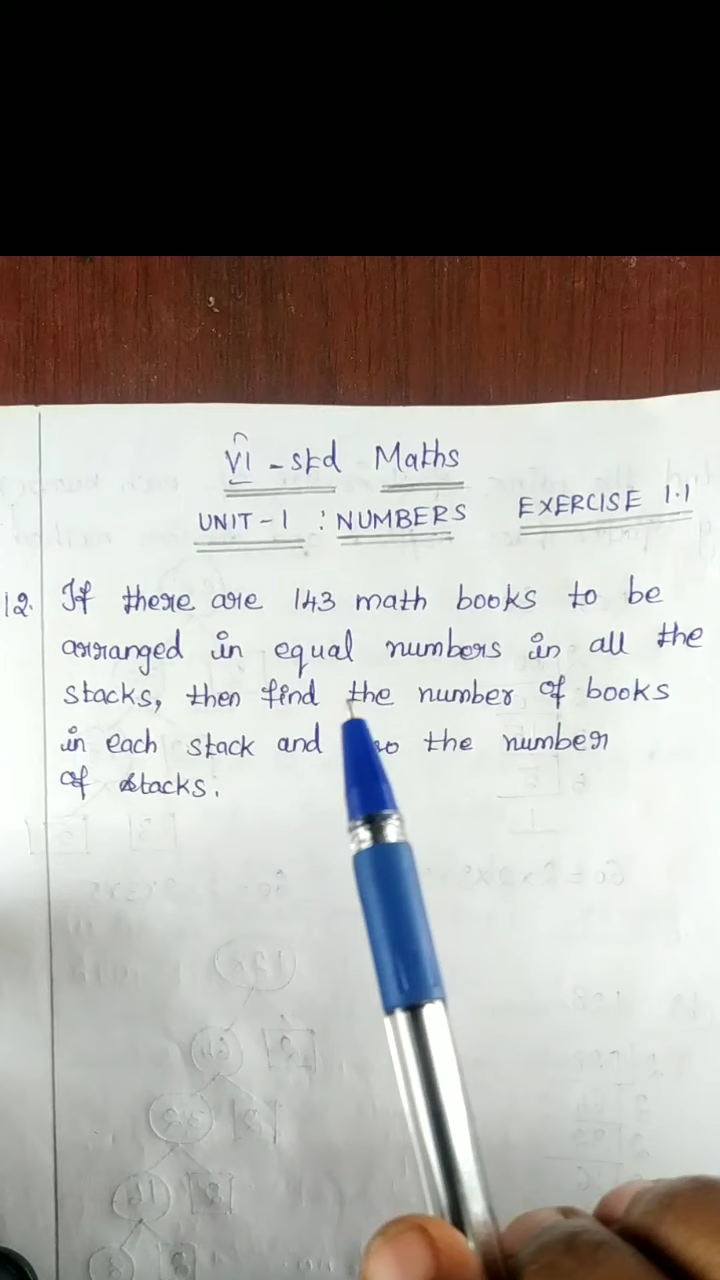 VI - std Maths
UNIT-1 : NUMBERS EXERCISE 1.1
12. If there are 143 math books to be
arranged in equal numbers in all the
stacks, then find the number of books
in each stack and the number
of stacks.